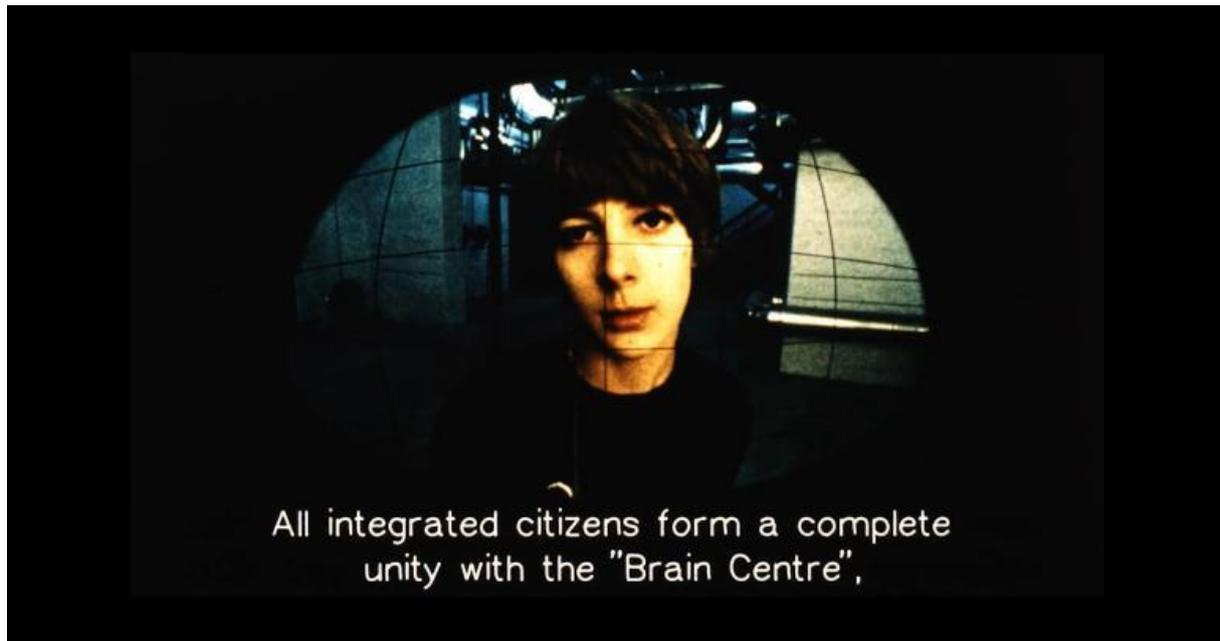 All integrated citizens form a complete
unity with the "Brain Centre",